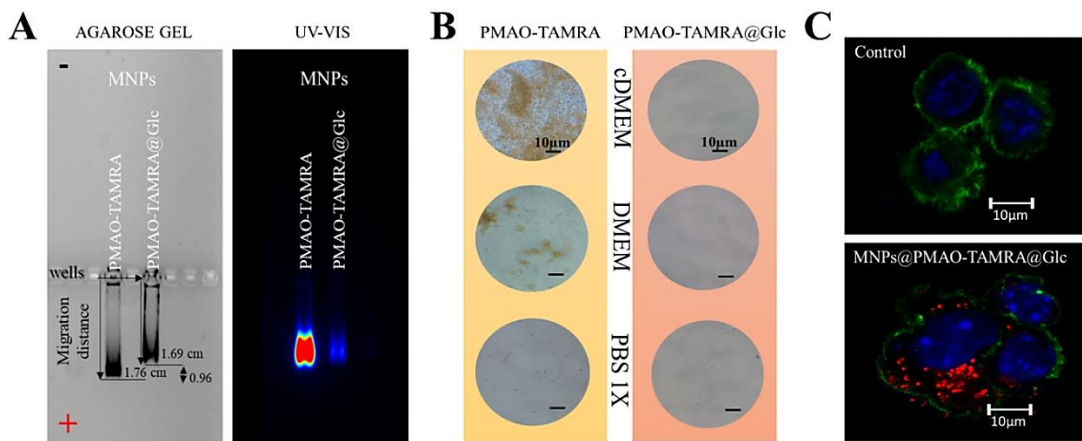 A
AGAROSE GEL
UV-VIS
-
MNPs
PMAO-TAMRA
PMAO-TAMRA@Glc
wells
Migration
distance
1.69 cm
1.76 cm
0.96
+
PMAO-TAMRA
PMAO-TAMRA@Glc
B
PMAO-TAMRA
PMAO-TAMRA@Glc
cDMEM
10µm
10µm
DMEM
PBS 1X
C
Control
10µm
MNPs@PMAO-TAMRA@Glc
10µm